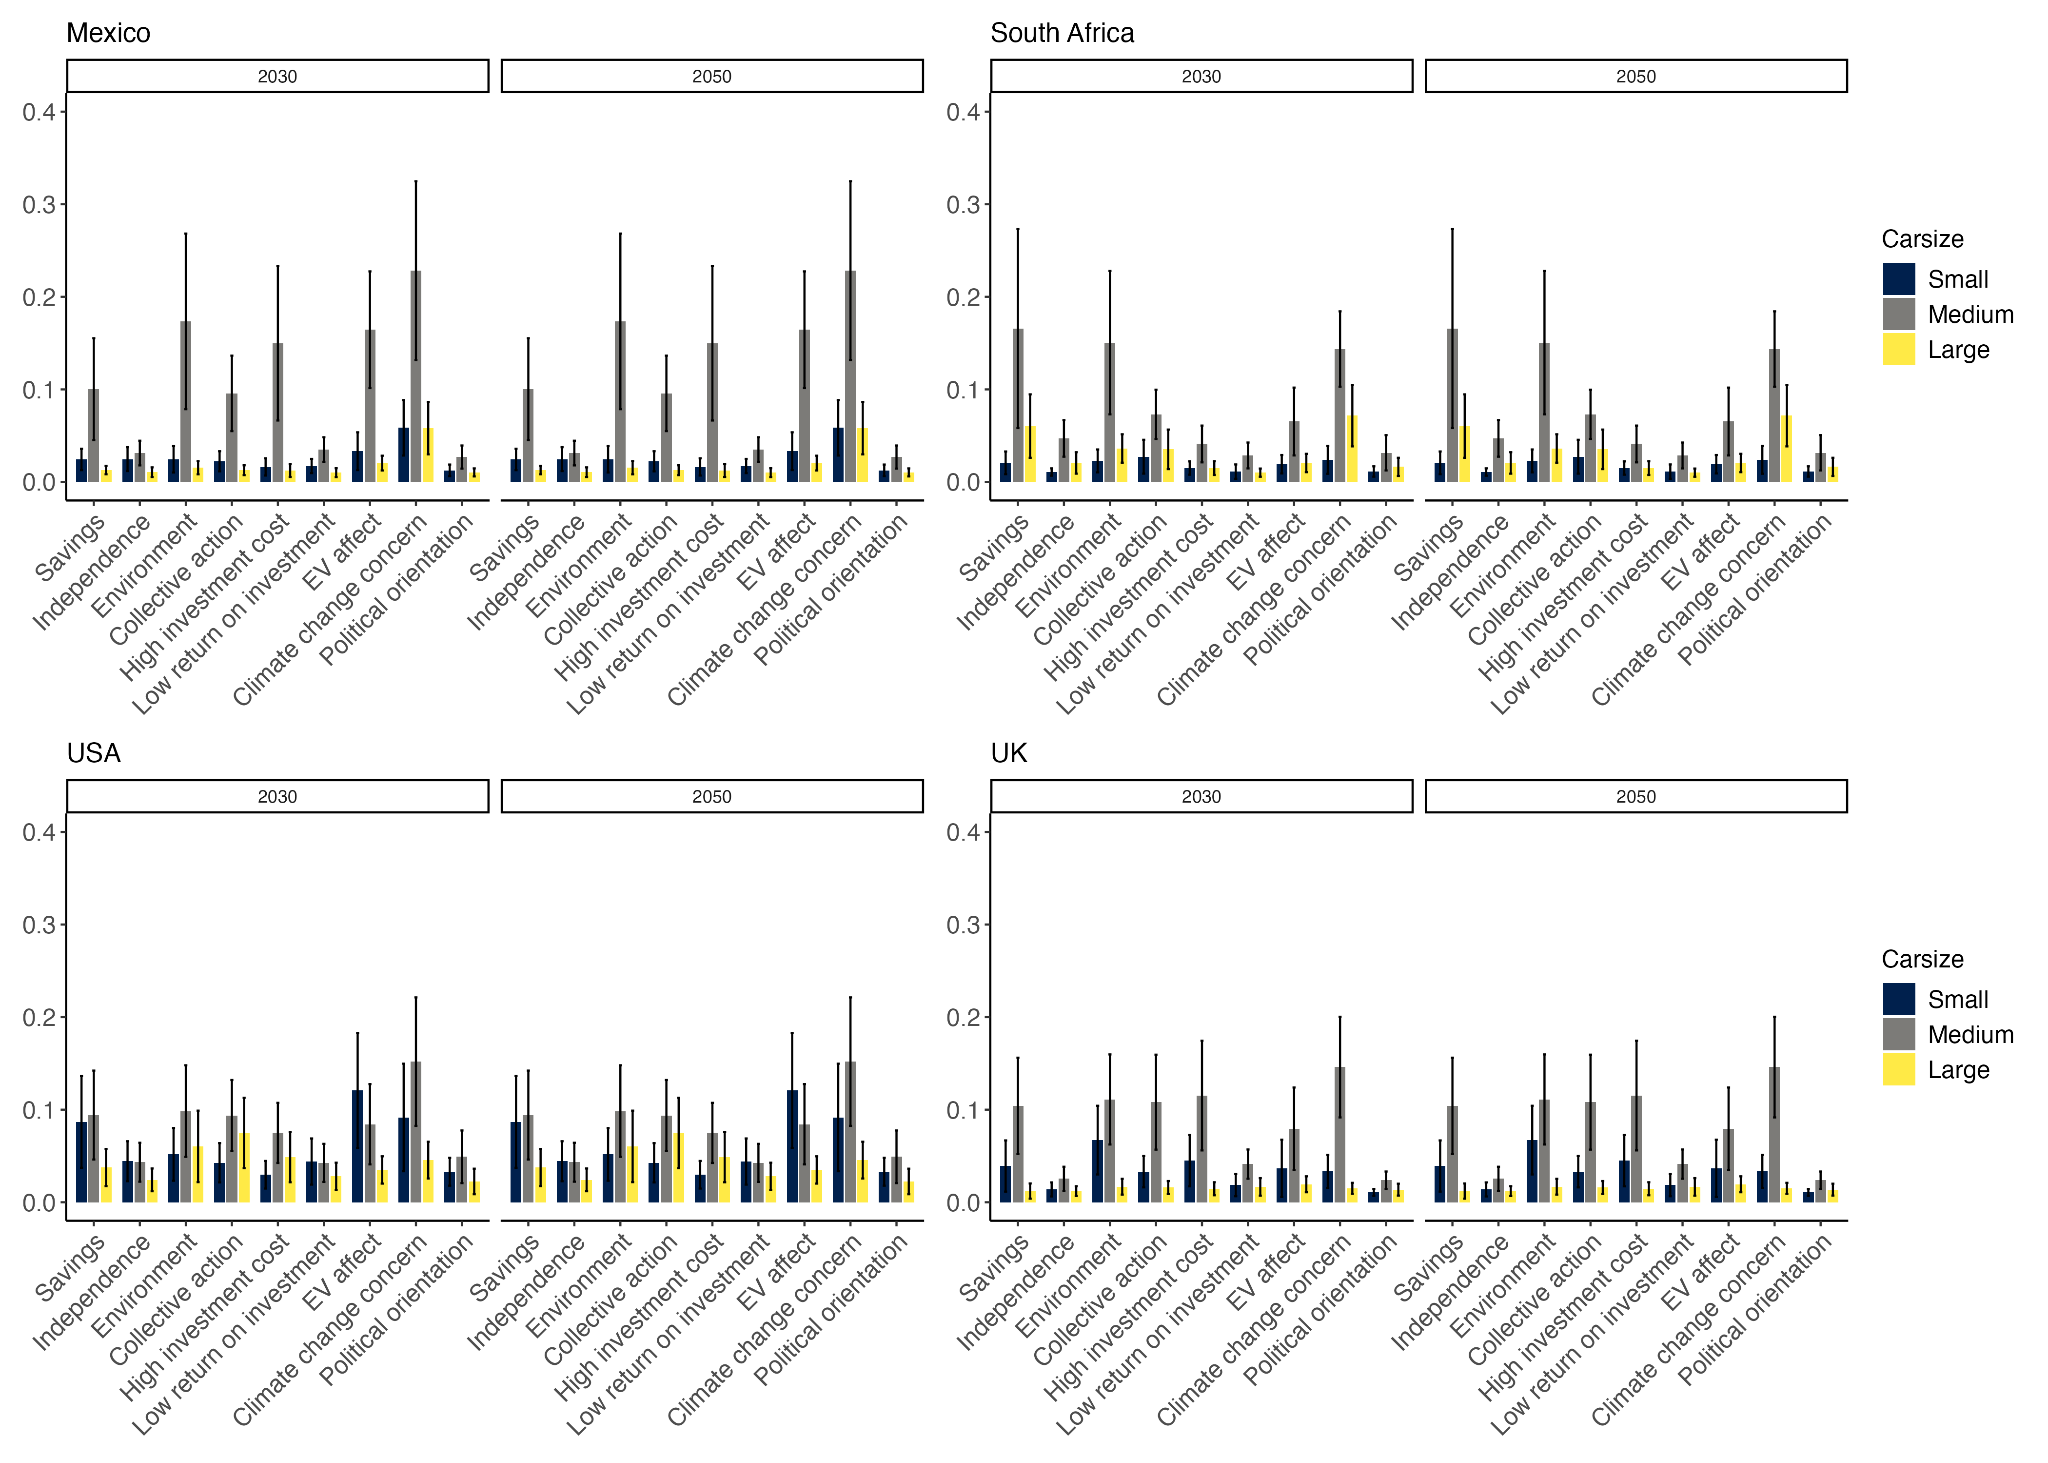 Mexico
2030
2050
0.4
0.3
0.2
0.1
0.0
Savings
Independence
Environment
Collective action
High investment cost
Low return on investment
EV affect
Climate change concern
Political orientation
Savings
Independence
Environment
Collective action
High investment cost
Low return on investment
EV affect
Climate change concern
Political orientation
South Africa
2030
2050
0.4
0.3
0.2
0.1
0.0
Savings
Independence
Environment
Collective action
High investment cost
Low return on investment
EV affect
Climate change concern
Political orientation
Savings
Independence
Environment
Collective action
High investment cost
Low return on investment
EV affect
Climate change concern
Political orientation
Carsize
Small
Medium
Large
USA
2030
2050
0.4
0.3
0.2
0.1
0.0
Savings
Independence
Environment
Collective action
High investment cost
Low return on investment
EV affect
Climate change concern
Political orientation
Savings
Independence
Environment
Collective action
High investment cost
Low return on investment
EV affect
Climate change concern
Political orientation
UK
2030
2050
0.4
0.3
0.2
0.1
0.0
Savings
Independence
Environment
Collective action
High investment cost
Low return on investment
EV affect
Climate change concern
Political orientation
Savings
Independence
Environment
Collective action
High investment cost
Low return on investment
EV affect
Climate change concern
Political orientation
Carsize
Small
Medium
Large